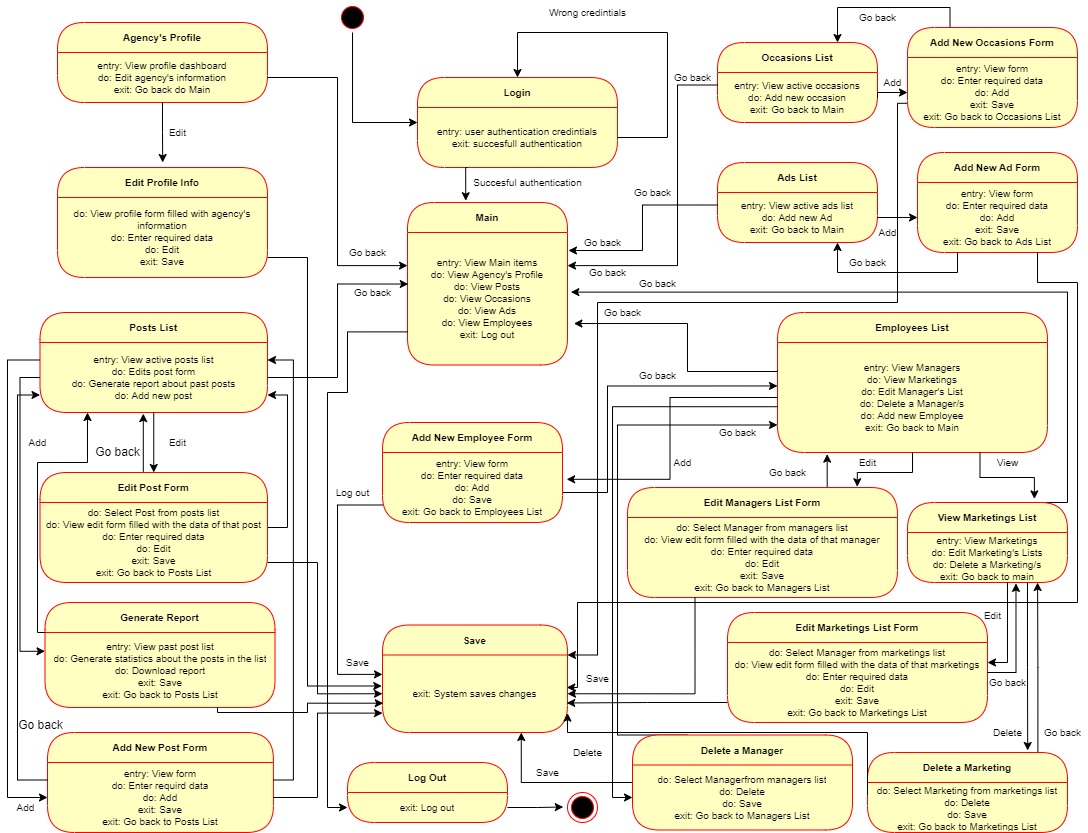 Agency's Profile
entry: View profile dashboard
do: Edit agency's information
exit: Go back do Main
Edit
Edit Profile Info
do: View profile form filled with agency's
information
do: Enter required data
do: Edit
exit: Save
Wrong credintials
Login
entry: user authentication credintials
exit: succesfull authentication
Succesful authentication
Main
entry: View Main items
do: View Agency's Profile
do: View Posts
do: View Occasions
do: View Ads
do: View Employees
exit: Log out
Go back
Go back
Go back
Go back
Go back
Go back
Go back
Go back
Go back
Occasions List
entry: View active occasions
do: Add new occasion
exit: Go back to Main
Add
Add New Occasions Form
entry: View form
do: Enter required data
do: Add
exit: Save
exit: Go back to Occasions List
Ads List
entry: View active ads list
do: Add new Ad
exit: Go back to Main
Add
Add New Ad Form
entry: View form
do: Enter required data
do: Add
exit: Save
exit: Go back to Ads List
Go back
Posts List
entry: View active posts list
do: Edits post form
do: Generate report about past posts
do: Add new post
Add
Go back
Edit
Edit Post Form
do: Select Post from posts list
do: View edit form filled with the data of that post
do: Enter required data
do: Edit
exit: Save
exit: Go back to Posts List
Generate Report
entry: View past post list
do: Generate statistics about the posts in the list
do: Download report
exit: Save
exit: Go back to Posts List
Go back
Add New Post Form
entry: View form
do: Enter requird data
do: Add
exit: Save
exit: Go back to Posts List
Add
Employees List
entry: View Managers
do: View Marketings
do: Edit Manager's List
do: Delete a Manager/s
do: Add new Employee
exit: Go back to Main
Go back
Go back
Add
Go back
Edit
View
Add New Employee Form
entry: View form
do: Enter required data
do: Add
do: Save
exit: Go back to Employees List
Log out
Edit Managers List Form
do: Select Manager from managers list
do: View edit form filled with the data of that manager
do: Enter required data
do: Edit
exit: Save
exit: Go back to Managers List
View Marketings List
entry: View Marketings
do: Edit Marketing's Lists
do: Delete a Marketing/s
exit: Go back to main
Edit
Edit Marketings List Form
do: Select Manager from marketings list
do: View edit form filled with the data of that marketings
do: Enter required data
do: Edit
exit: Save
exit: Go back to Marketings List
Go back
Save
exit: System saves changes
Save
Save
Delete
Save
Delete
Go back
Log Out
exit: Log out
Delete a Manager
do: Select Managerfrom managers list
do: Delete
do: Save
exit: Go back to Managers List
Delete a Marketing
do: Select Marketing from marketings list
do: Delete
do: Save
exit: Go back to Marketings List